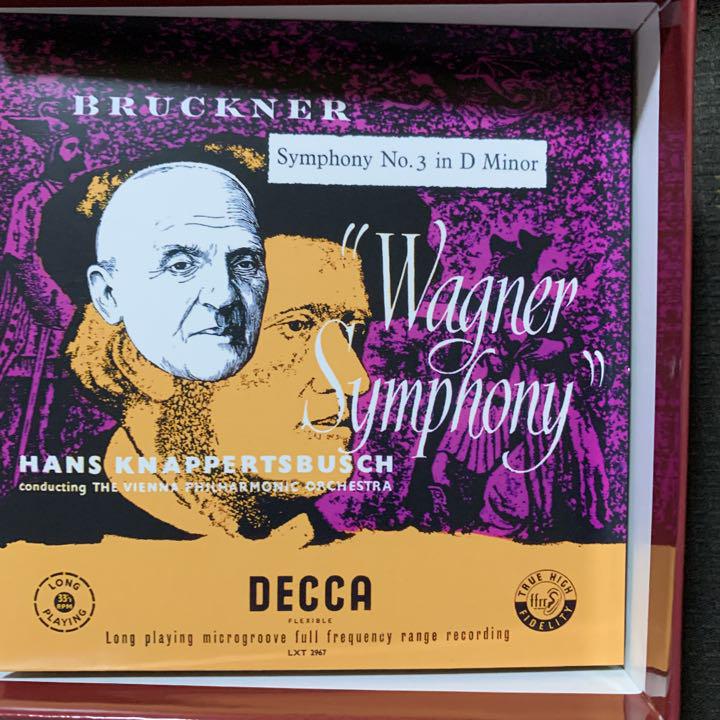 BRUCKNER
Symphony No. 3 in D Minor
"Wagner
Symphony"
HANS KNAPPERTSBUSCH
conducting THE VIENNA PHILHARMONIC ORCHESTRA
LONG
33⅓
RPM
PLAYING
DECCA
FLEXIBLE
TRUE HIGH
ffrr
FIDELITY
Long playing microgroove full frequency range recording
LXT 2967